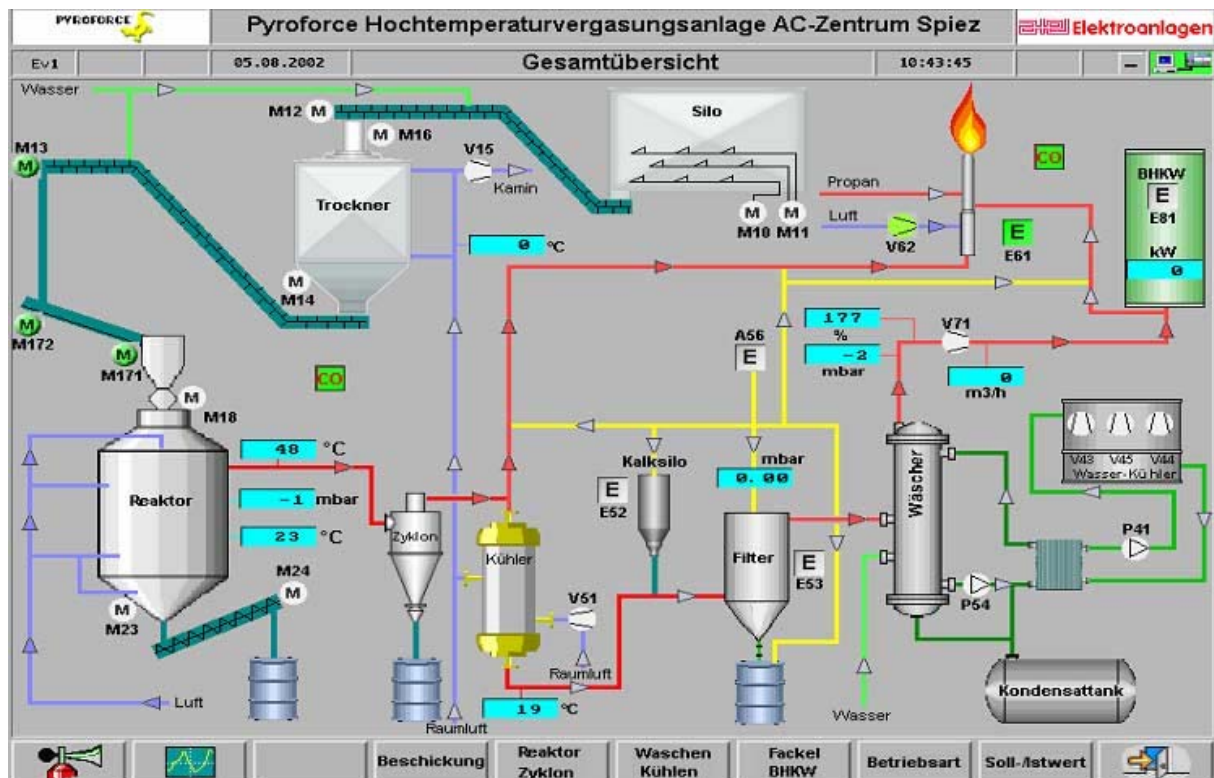 PYROFORCE
Pyroforce Hochtemperaturvergasungsanlage AC-Zentrum Spiez
Elektroanlagen
Ev1
05.08.2002
Gesamtübersicht
10:43:45
Wasser
M12
M
M
M16
Silo
M13
M
V15
Kamin
Trockner
Propan
Luft
V62
CO
BHKW
E
E81
kW
0
M
M10
M
M11
E
E61
0 °C
M
M14
M
M172
M
M171
A56
E
177
%
-2
mbar
V71
0
m3/h
CO
M
M18
48 °C
Kalksilo
E
E52
mbar
0.00
V43
V45
V44
Wasser-Kühler
Reaktor
-1 mbar
23 °C
Zyklon
Kühler
Filter
E
E53
Wäscher
P41
P54
M24
M
M
M23
V51
Raumluft
Luft
19 °C
Raumluft
Wasser
Kondensattank
Beschickung
Reaktor
Zyklon
Waschen
Kühlen
Fackel
BHKW
Betriebsart
Soll-/Istwert